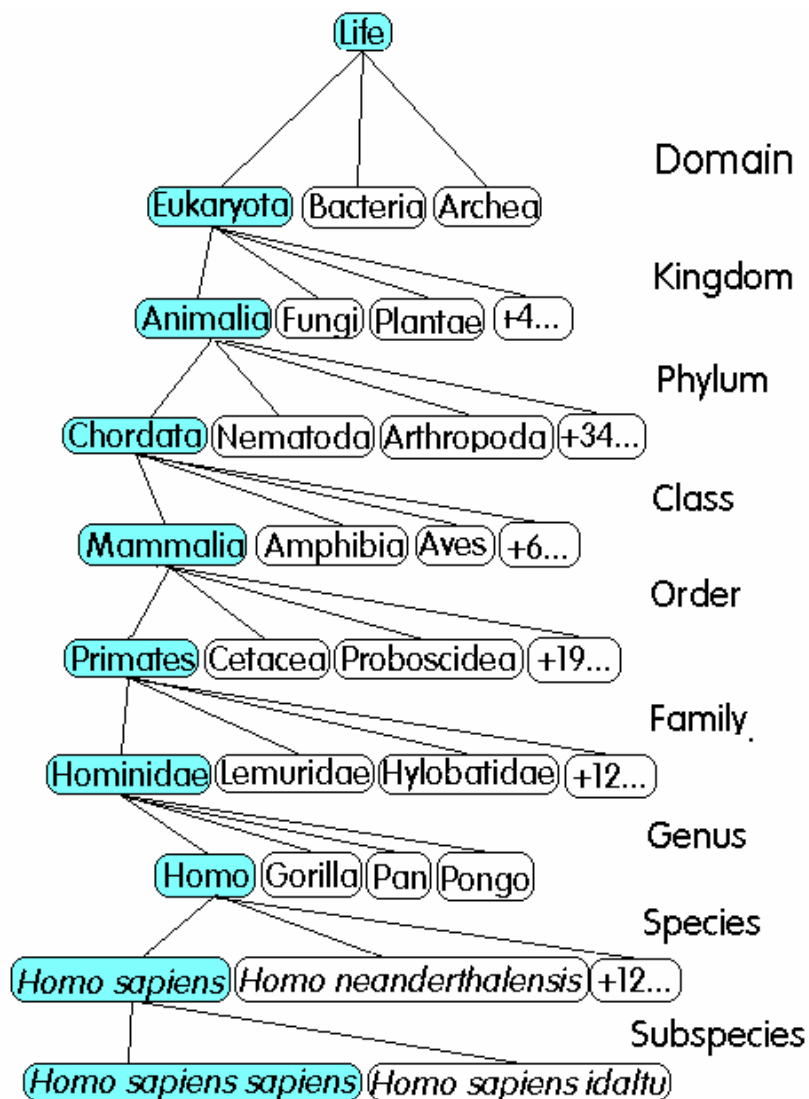 Life
Domain
Eukaryota Bacteria Archea
Kingdom
Animalia Fungi Plantae +4...
Phylum
Chordata Nematoda Arthropoda +34...
Class
Mammalia Amphibia Aves +6...
Order
Primates Cetacea Proboscidea +19...
Family.
Hominidae Lemuridae Hylobatidae +12...
Genus
Homo Gorilla Pan Pongo
Species
Homo sapiens Homo neanderthalensis +12...
Subspecies
Homo sapiens sapiens Homo sapiens idaltu